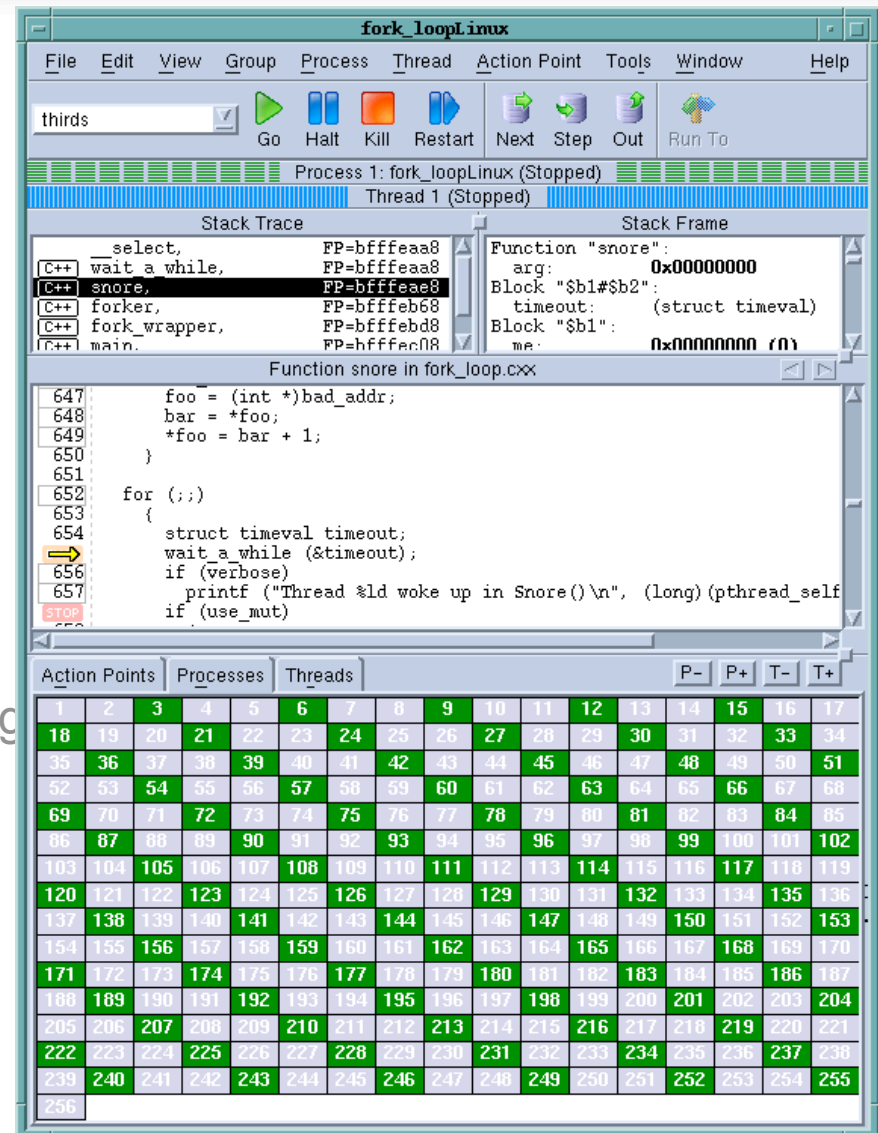 fork_loopLinux
File Edit View Group Process Thread Action Point Tools Window Help
thirds
Go Halt Kill Restart Next Step Out Run To
Process 1: fork_loopLinux (Stopped)
Thread 1 (Stopped)
Stack Trace
__select, FP=bfffeaa8
C++ wait_a_while, FP=bfffeaa8
C++ snore, FP=bfffeae8
C++ forker, FP=bfffeb68
C++ fork_wrapper, FP=bfffebd8
C++ main, FP=bfffec08
Stack Frame
Function "snore":
arg: 0x00000000
Block "$b1#$b2":
timeout: (struct timeval)
Block "$b1":
me: 0x00000000 (0)
Function snore in fork_loop.cxx
647 foo = (int *)bad_addr;
648 bar = *foo;
649 *foo = bar + 1;
650 }
651
652 for (;;)
653 {
654 struct timeval timeout;
wait_a_while (&timeout);
656 if (verbose)
657 printf ("Thread %ld woke up in Snore()\n", (long)(pthread_self
STOP if (use_mut)
Action Points Processes Threads P- P+ T- T+
g
1 2 3 4 5 6 7 8 9 10 11 12 13 14 15 16 17
18 19 20 21 22 23 24 25 26 27 28 29 30 31 32 33 34
35 36 37 38 39 40 41 42 43 44 45 46 47 48 49 50 51
52 53 54 55 56 57 58 59 60 61 62 63 64 65 66 67 68
69 70 71 72 73 74 75 76 77 78 79 80 81 82 83 84 85
86 87 88 89 90 91 92 93 94 95 96 97 98 99 100 101 102
103 104 105 106 107 108 109 110 111 112 113 114 115 116 117 118 119
120 121 122 123 124 125 126 127 128 129 130 131 132 133 134 135 136
137 138 139 140 141 142 143 144 145 146 147 148 149 150 151 152 153
154 155 156 157 158 159 160 161 162 163 164 165 166 167 168 169 170
171 172 173 174 175 176 177 178 179 180 181 182 183 184 185 186 187
188 189 190 191 192 193 194 195 196 197 198 199 200 201 202 203 204
205 206 207 208 209 210 211 212 213 214 215 216 217 218 219 220 221
222 223 224 225 226 227 228 229 230 231 232 233 234 235 236 237 238
239 240 241 242 243 244 245 246 247 248 249 250 251 252 253 254 255
256